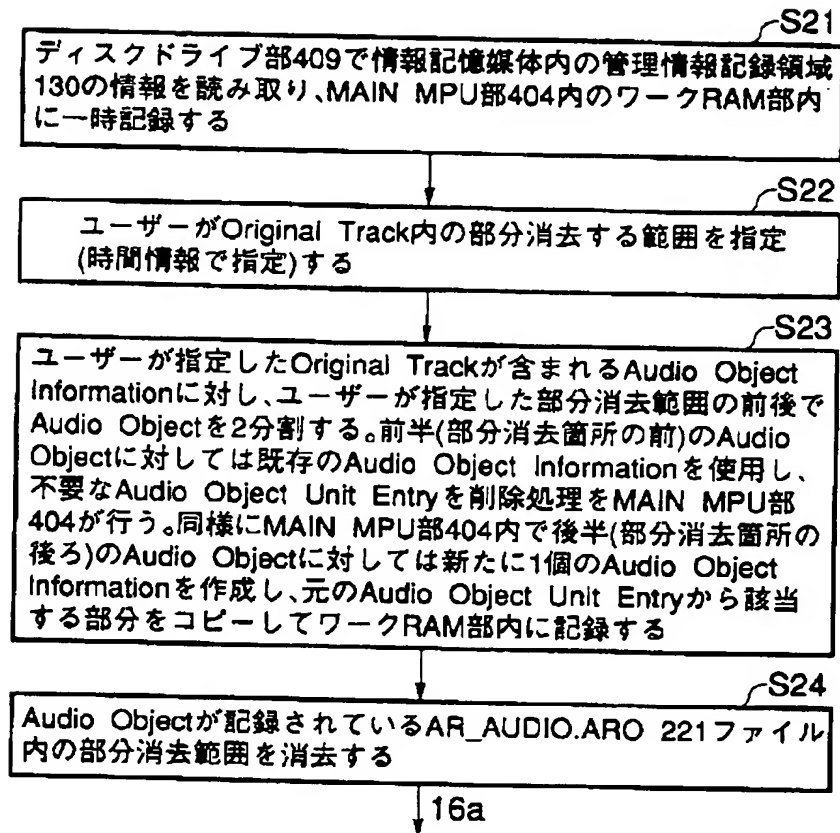 S21
ディスクドライブ部409で情報記憶媒体内の管理情報記録領域
130の情報を読み取り、MAIN MPU部404内のワークRAM部内
に一時記録する
S22
ユーザーがOriginal Track内の部分消去する範囲を指定
(時間情報で指定)する
S23
ユーザーが指定したOriginal Trackが含まれるAudio Object
Informationに対し、ユーザーが指定した部分消去範囲の前後で
Audio Objectを2分割する。前半(部分消去箇所の前)のAudio
Objectに対しては既存のAudio Object Informationを使用し、
不要なAudio Object Unit Entryを削除処理をMAIN MPU部
404が行う。同様にMAIN MPU部404内で後半(部分消去箇所の
後ろ)のAudio Objectに対しては新たに1個のAudio Object
Informationを作成し、元のAudio Object Unit Entryから該当
する部分をコピーしてワークRAM部内に記録する
S24
Audio Objectが記録されているAR_AUDIO.ARO 221ファイル
内の部分消去範囲を消去する
16a